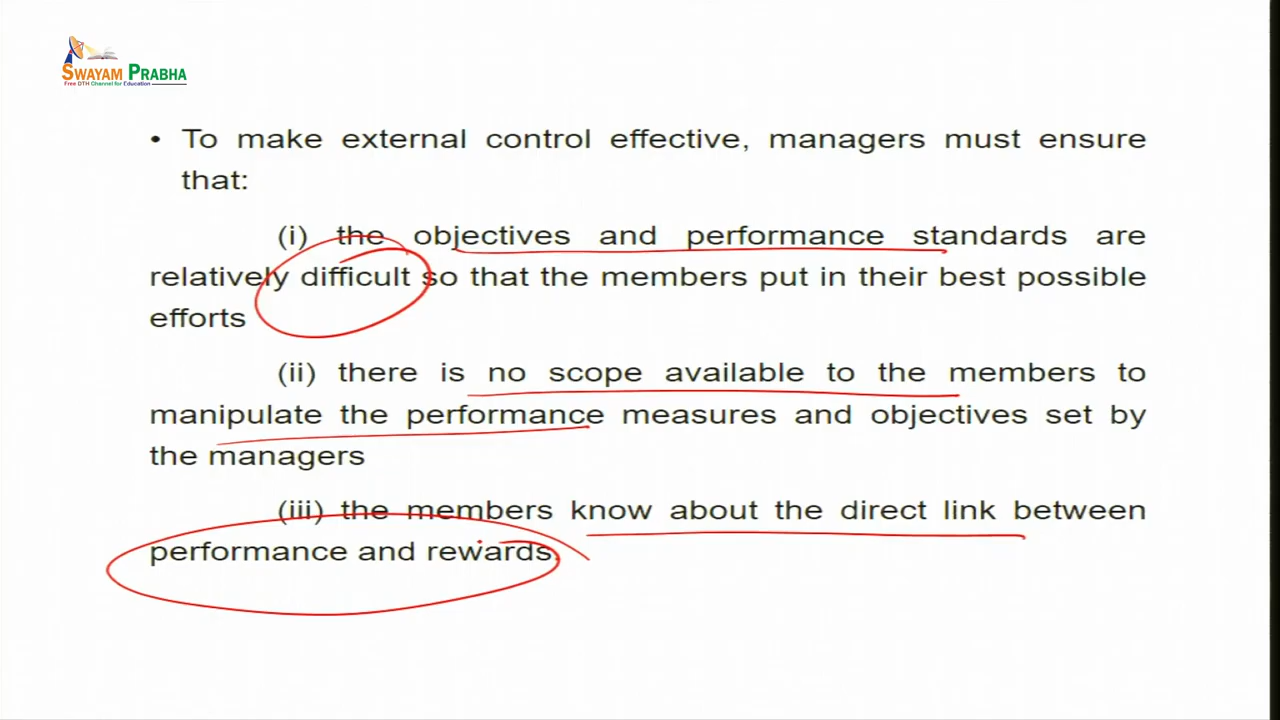 SWAYAM PRABHA
Free DTH Channel for Education
• To make external control effective, managers must ensure
that:
(i) the objectives and performance standards are
relatively difficult so that the members put in their best possible
efforts
(ii) there is no scope available to the members to
manipulate the performance measures and objectives set by
the managers
(iii) the members know about the direct link between
performance and rewards.